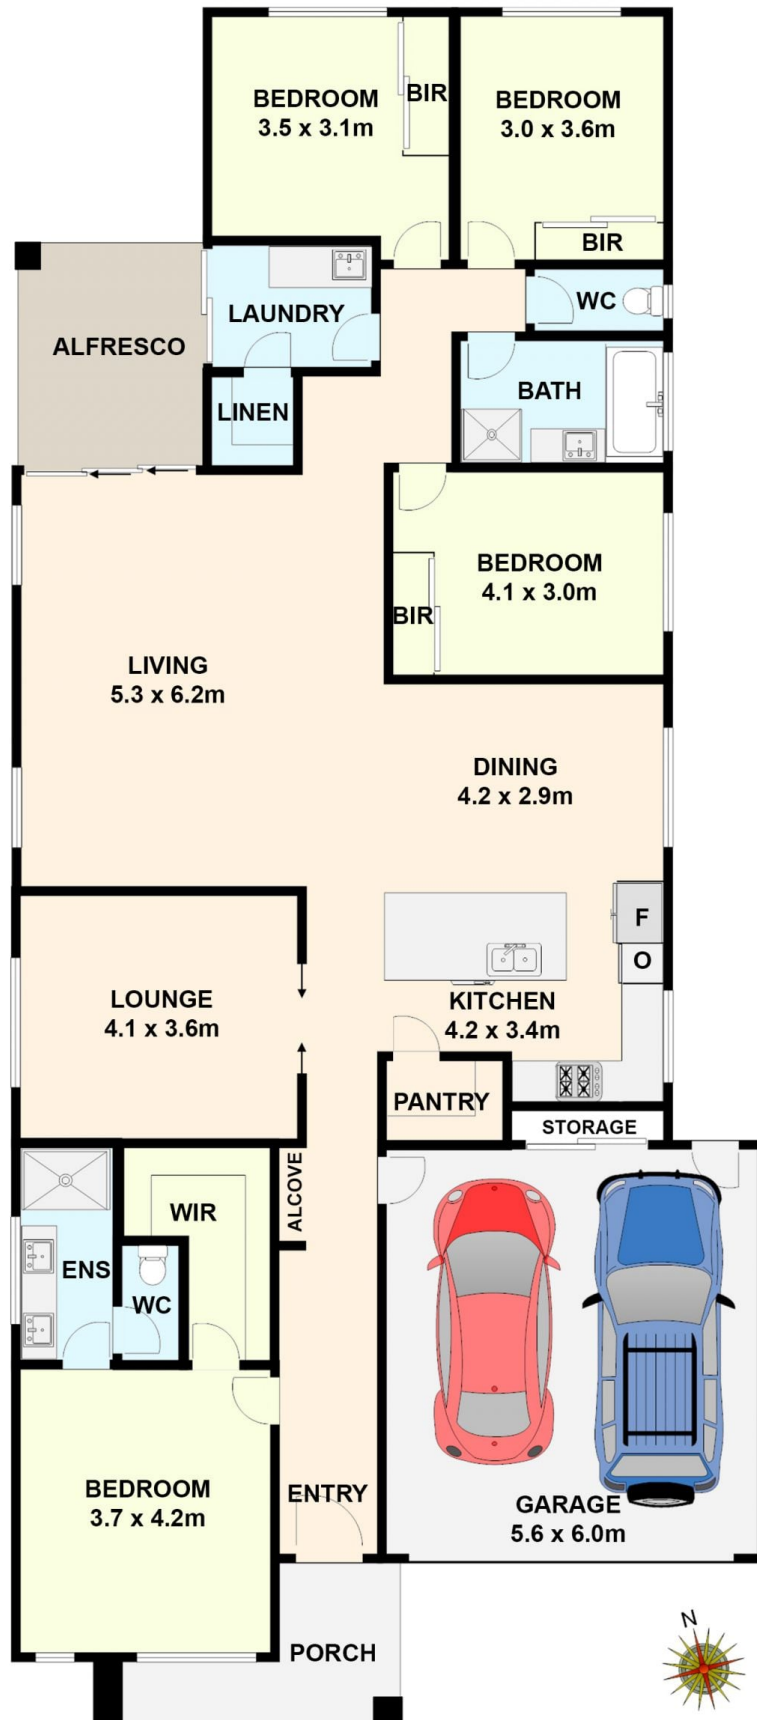 BEDROOM
3.5 x 3.1m
BIR
BEDROOM
3.0 x 3.6m
BIR
ALFRESCO
LAUNDRY
WC
LINEN
BATH
BEDROOM
4.1 x 3.0m
BIR
LIVING
5.3 x 6.2m
DINING
4.2 x 2.9m
F
O
LOUNGE
4.1 x 3.6m
KITCHEN
4.2 x 3.4m
PANTRY
STORAGE
ALCOVE
WIR
ENS
WC
BEDROOM
3.7 x 4.2m
ENTRY
GARAGE
5.6 x 6.0m
PORCH
N